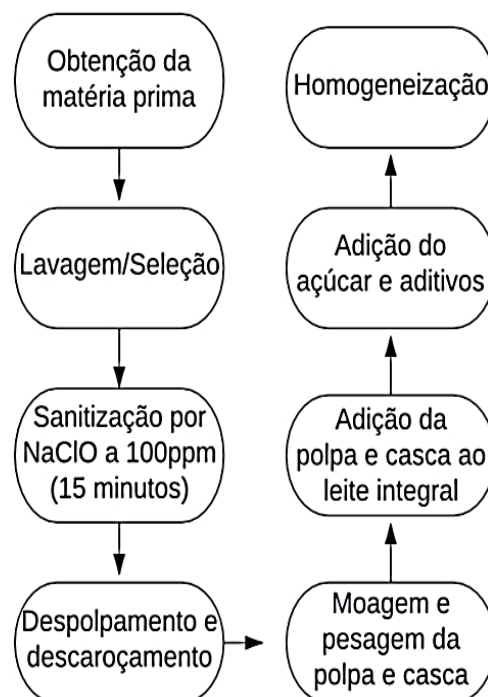 Obtenção da
matéria prima
Lavagem/Seleção
Sanitização por
NaClO a 100ppm
(15 minutos)
Despolpamento e
descaroçamento
Moagem e
pesagem da
polpa e casca
Adição da
polpa e casca ao
leite integral
Adição do
açúcar e aditivos
Homogeneização